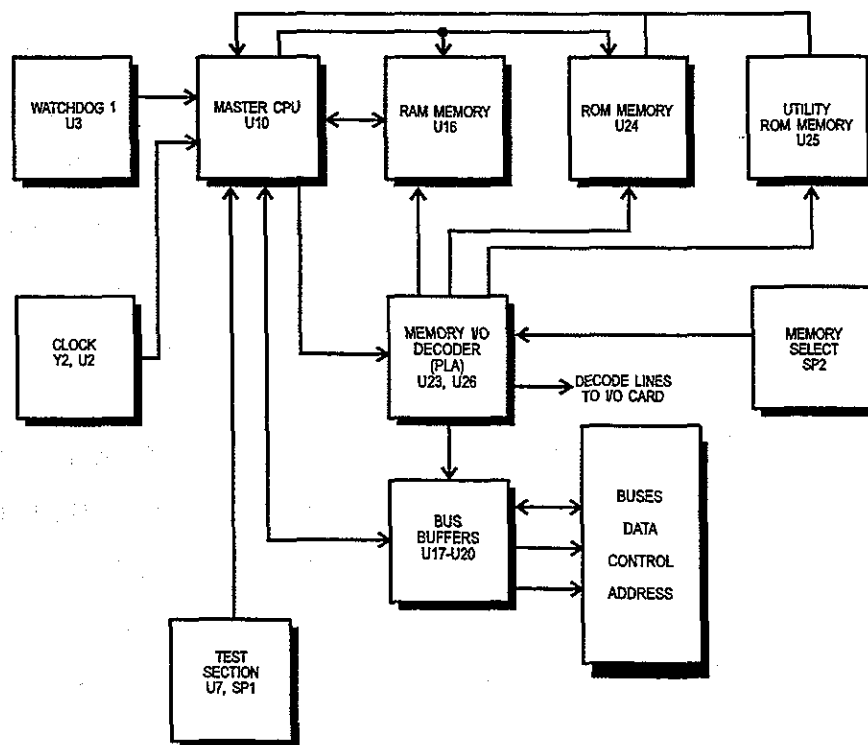 WATCHDOG 1
U3
MASTER CPU
U10
RAM MEMORY
U16
ROM MEMORY
U24
UTILITY
ROM MEMORY
U25
CLOCK
Y2, U2
MEMORY I/O
DECODER
(PLA)
U23, U26
MEMORY
SELECT
SP2
DECODE LINES
TO I/O CARD
BUS
BUFFERS
U17-U20
BUSES
DATA
CONTROL
ADDRESS
TEST
SECTION
U7, SP1